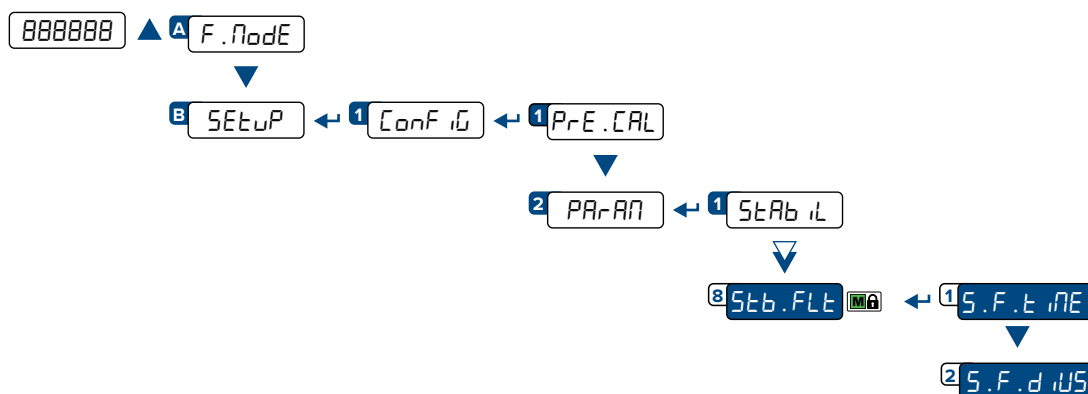 888888 A F.ModE
B SEtuP 1 ConFiG 1 PrE.CAL
2 PArAM 1 StAbiL
8 Stb.FLt M 1 S.F.tiME
2 S.F.diUS